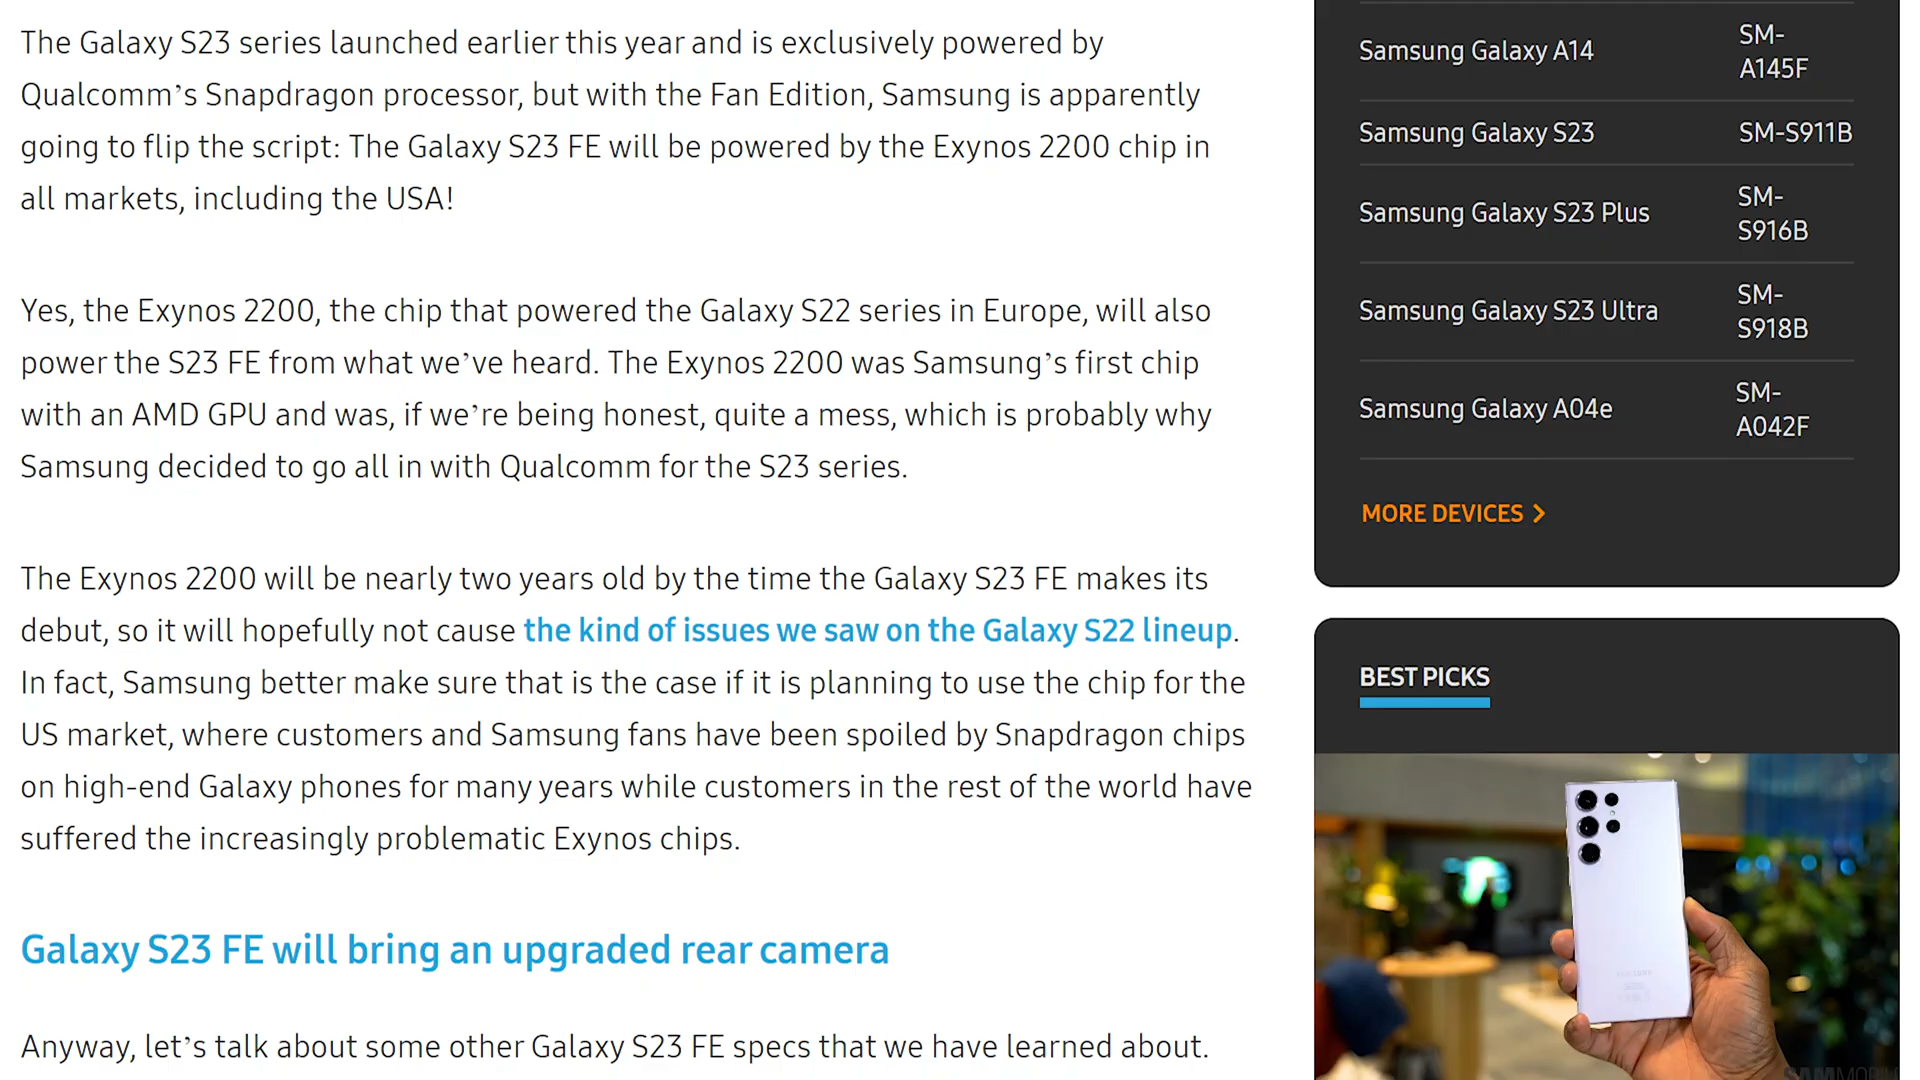 The Galaxy S23 series launched earlier this year and is exclusively powered by
Qualcomm’s Snapdragon processor, but with the Fan Edition, Samsung is apparently
going to flip the script: The Galaxy S23 FE will be powered by the Exynos 2200 chip in
all markets, including the USA!
Yes, the Exynos 2200, the chip that powered the Galaxy S22 series in Europe, will also
power the S23 FE from what we’ve heard. The Exynos 2200 was Samsung’s first chip
with an AMD GPU and was, if we’re being honest, quite a mess, which is probably why
Samsung decided to go all in with Qualcomm for the S23 series.
The Exynos 2200 will be nearly two years old by the time the Galaxy S23 FE makes its
debut, so it will hopefully not cause the kind of issues we saw on the Galaxy S22 lineup.
In fact, Samsung better make sure that is the case if it is planning to use the chip for the
US market, where customers and Samsung fans have been spoiled by Snapdragon chips
on high-end Galaxy phones for many years while customers in the rest of the world have
suffered the increasingly problematic Exynos chips.
Galaxy S23 FE will bring an upgraded rear camera
Anyway, let’s talk about some other Galaxy S23 FE specs that we have learned about.
Samsung Galaxy A14
SM-
A145F
Samsung Galaxy S23
SM-S911B
Samsung Galaxy S23 Plus
SM-
S916B
Samsung Galaxy S23 Ultra
SM-
S918B
Samsung Galaxy A04e
SM-
A042F
MORE DEVICES
BEST PICKS
SAMSUNG